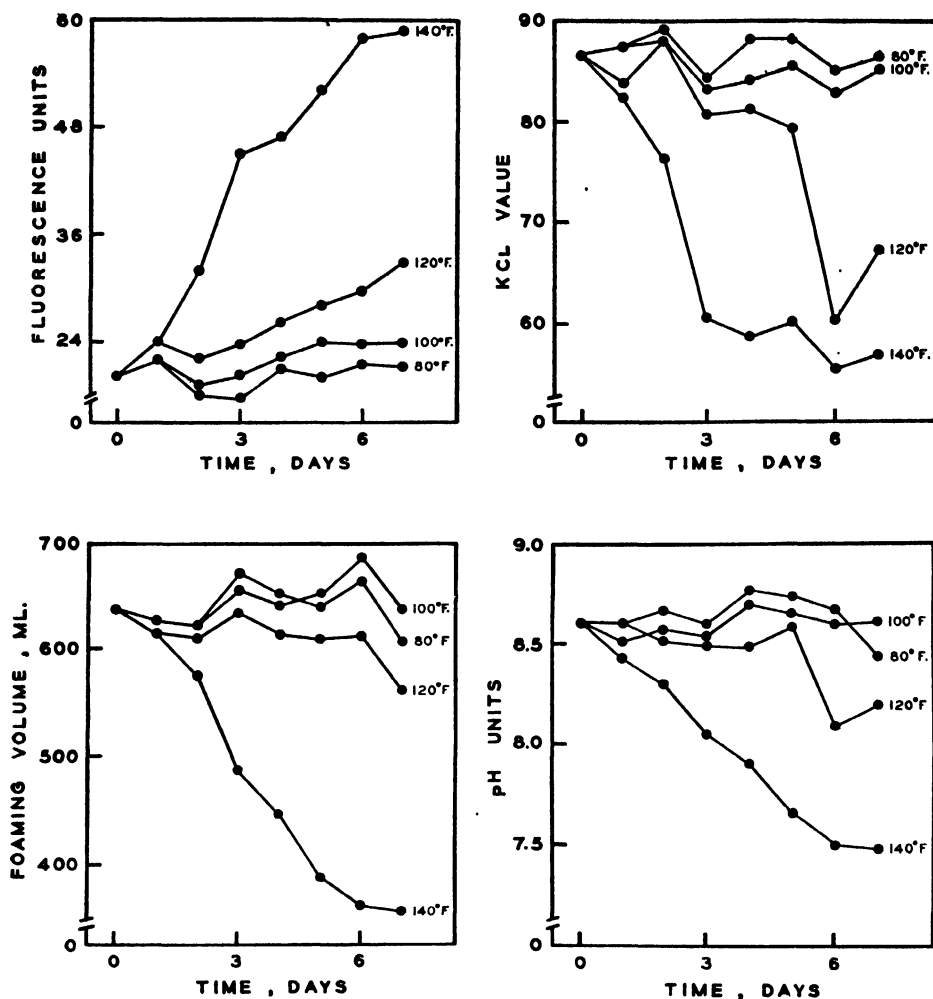 60
48
36
24
0
FLUORESCENCE UNITS
140°F.
120°F.
100°F.
80°F
0 3 6
TIME , DAYS
90
80
70
60
0
KCL VALUE
80°F.
100°F.
120°F
140°F.
0 3 6
TIME , DAYS
700
600
500
400
0
FOAMING VOLUME , ML.
100°F.
80°F
120°F
140°F
0 3 6
TIME , DAYS
9.0
8.5
8.0
7.5
0
pH UNITS
100°F
80°F.
120°F
140°F
0 3 6
TIME , DAYS